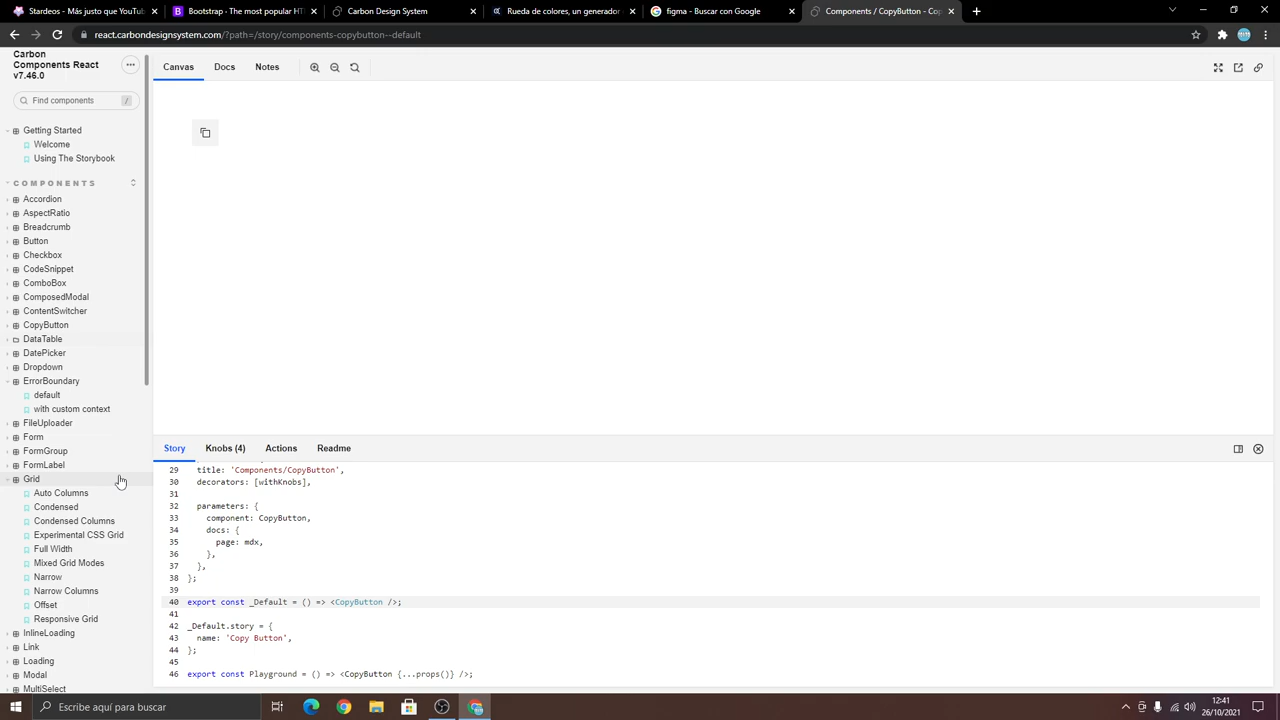 Stardeos - Más justo que YouTub
Bootstrap · The most popular HT
Carbon Design System
Rueda de colores, un generador
figma - Buscar con Google
Components / CopyButton - Cop
react.carbondesignsystem.com/?path=/story/components-copybutton--default
Carbon
Components React
v7.46.0
Find components
/
Getting Started
Welcome
Using The Storybook
COMPONENTS
Accordion
AspectRatio
Breadcrumb
Button
Checkbox
CodeSnippet
ComboBox
ComposedModal
ContentSwitcher
CopyButton
DataTable
DatePicker
Dropdown
ErrorBoundary
default
with custom context
FileUploader
Form
FormGroup
FormLabel
Grid
Auto Columns
Condensed
Condensed Columns
Experimental CSS Grid
Full Width
Mixed Grid Modes
Narrow
Narrow Columns
Offset
Responsive Grid
InlineLoading
Link
Loading
Modal
MultiSelect
Canvas
Docs
Notes
Story
Knobs (4)
Actions
Readme
29 title: 'Components/CopyButton',
30 decorators: [withKnobs],
31
32 parameters: {
33 component: CopyButton,
34 docs: {
35 page: mdx,
36 },
37 },
38 };
39
40 export const _Default = () => <CopyButton />;
41
42 _Default.story = {
43 name: 'Copy Button',
44 };
45
46 export const Playground = () => <CopyButton {...props()} />;
Escribe aquí para buscar
12:41
26/10/2021